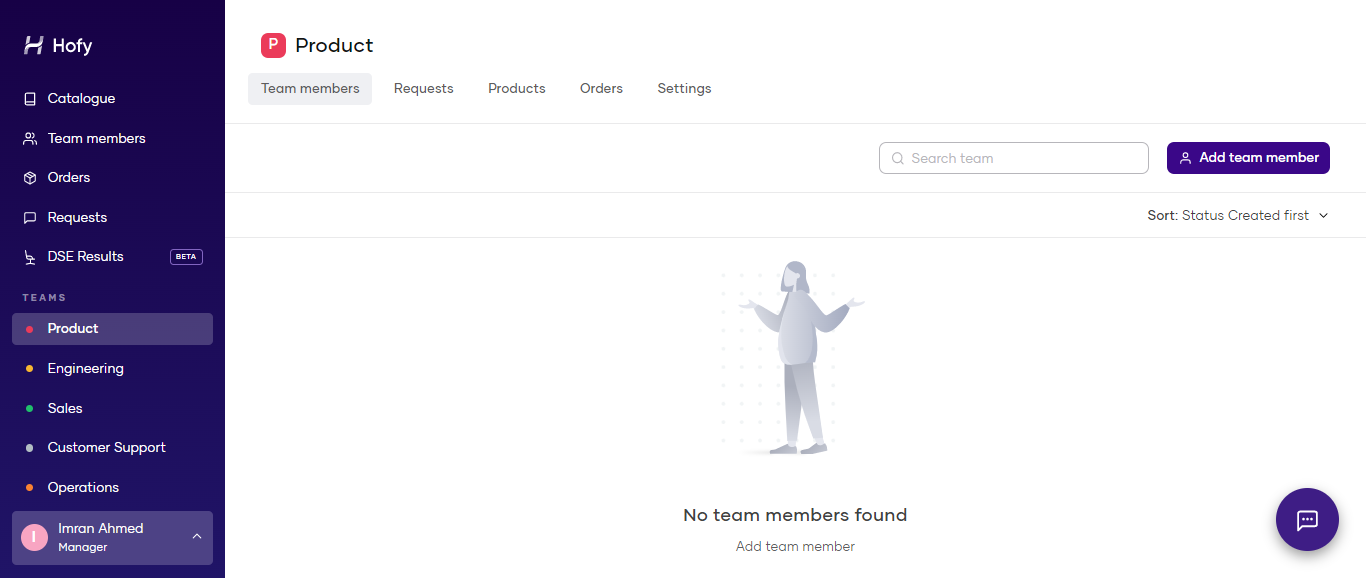 Hofy
Catalogue
Team members
Orders
Requests
DSE Results BETA
TEAMS
Product
Engineering
Sales
Customer Support
Operations
I Imran Ahmed
Manager
P Product
Team members Requests Products Orders Settings
Search team Add team member
Sort: Status Created first
No team members found
Add team member